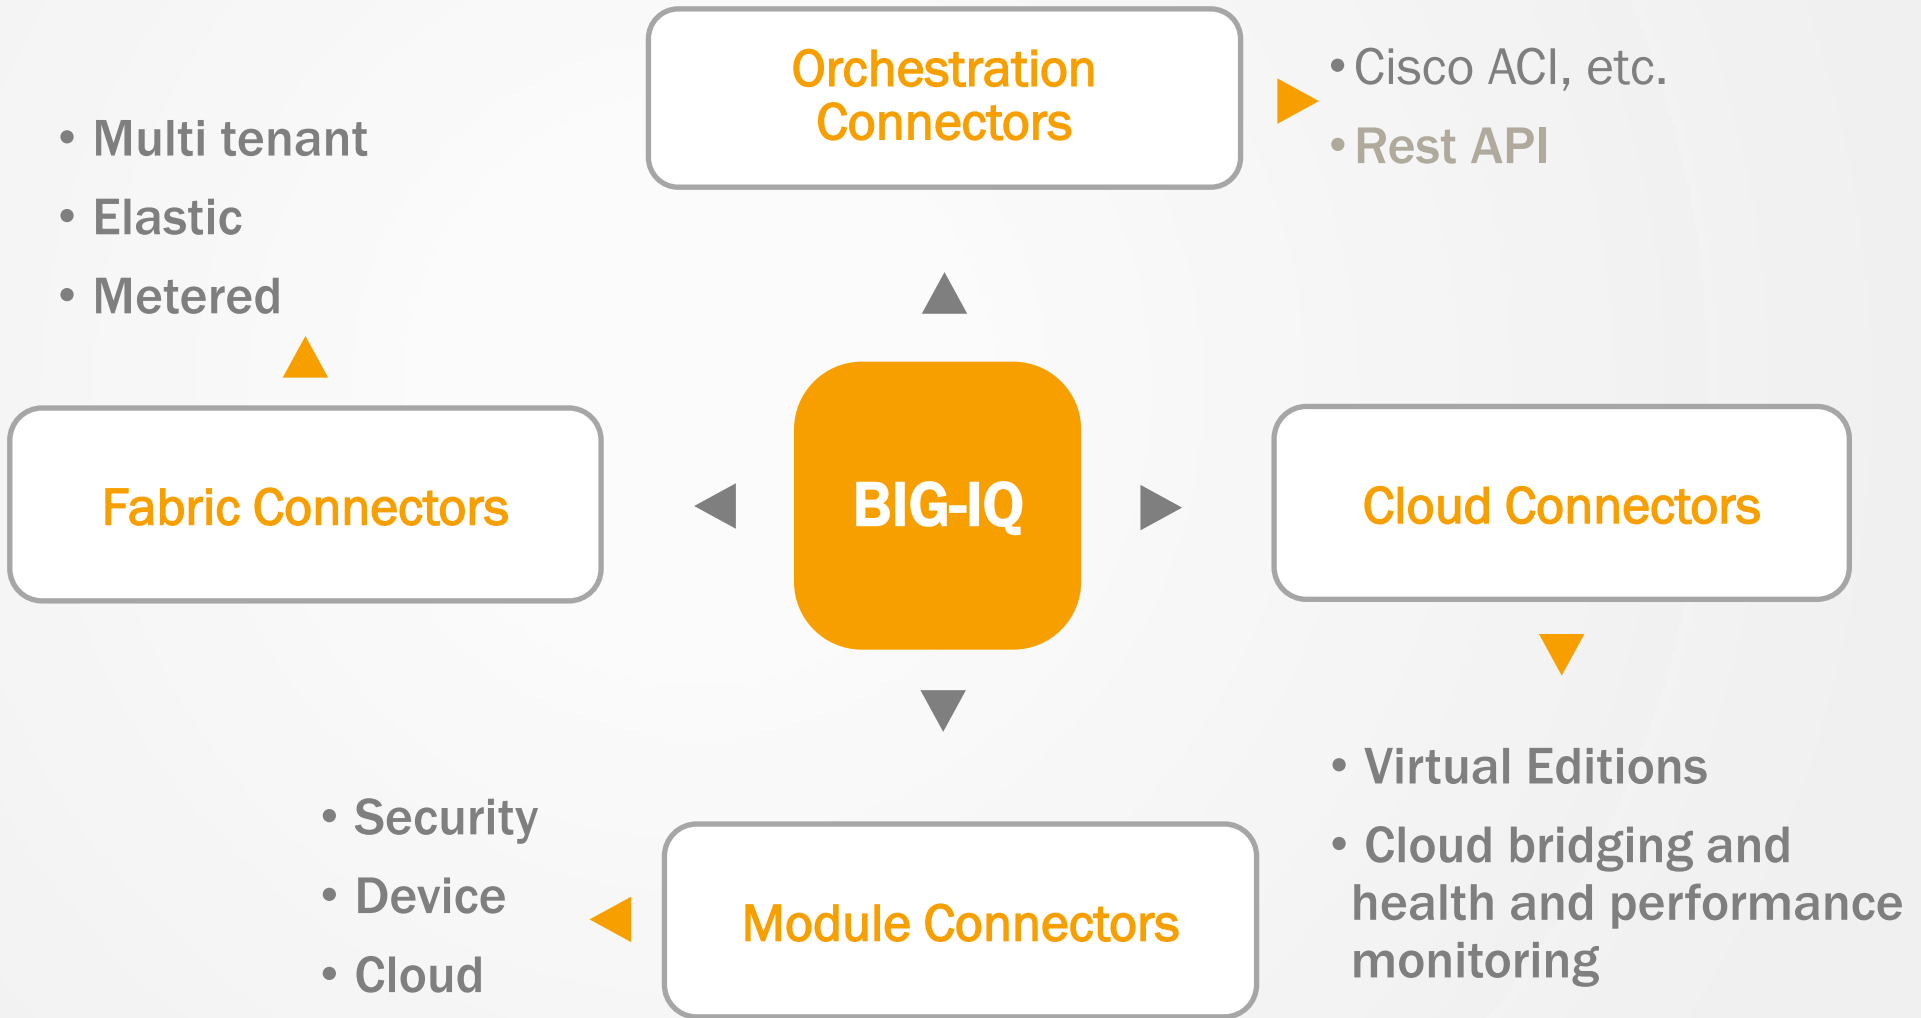 Orchestration
Connectors
• Cisco ACI, etc.
• Rest API
• Multi tenant
• Elastic
• Metered
Fabric Connectors
BIG-IQ
Cloud Connectors
• Security
• Device
• Cloud
Module Connectors
• Virtual Editions
• Cloud bridging and
health and performance
monitoring